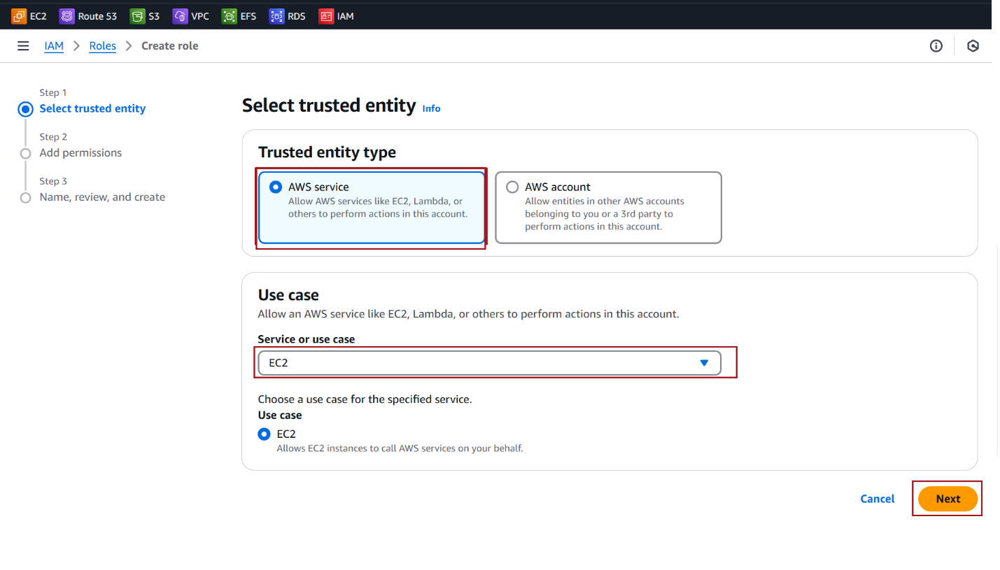 EC2 Route 53 S3 VPC EFS RDS IAM
IAM Roles Create role
Step 1
Select trusted entity
Step 2
Add permissions
Step 3
Name, review, and create
Select trusted entity Info
Trusted entity type
AWS service
Allow AWS services like EC2, Lambda, or
others to perform actions in this account.
AWS account
Allow entities in other AWS accounts
belonging to you or a 3rd party to
perform actions in this account.
Use case
Allow an AWS service like EC2, Lambda, or others to perform actions in this account.
Service or use case
EC2
Choose a use case for the specified service.
Use case
EC2
Allows EC2 instances to call AWS services on your behalf.
Cancel Next